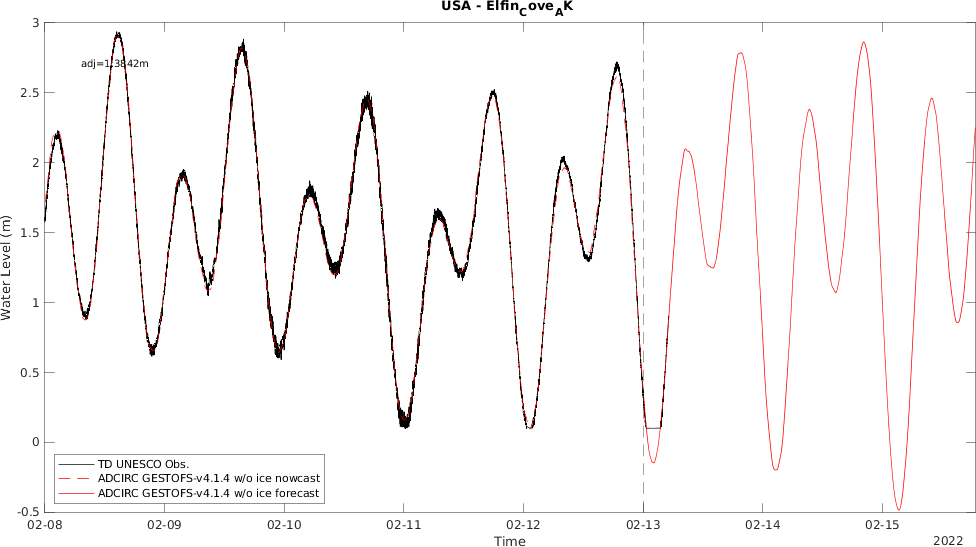 USA - ElfinCoveAK
adj=1.3842m
3
2.5
2
1.5
1
0.5
0
-0.5
Water Level (m)
TD UNESCO Obs.
ADCIRC GESTOFS-v4.1.4 w/o ice nowcast
ADCIRC GESTOFS-v4.1.4 w/o ice forecast
02-08 02-09 02-10 02-11 02-12 02-13 02-14 02-15
Time
2022